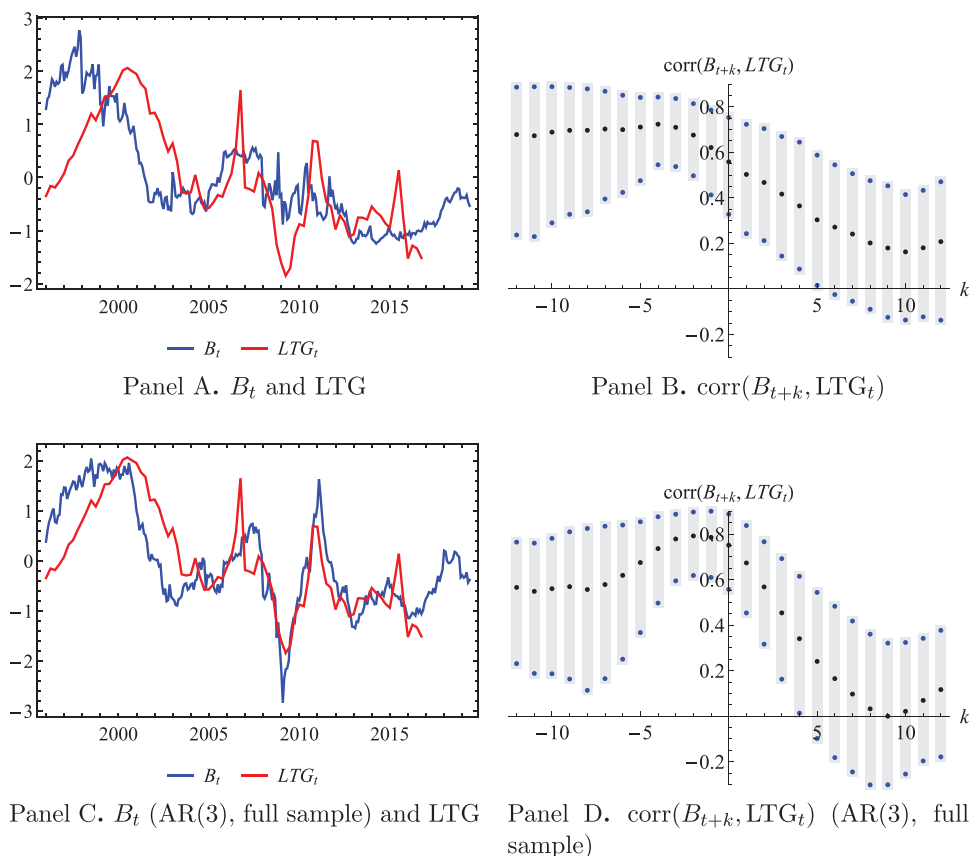 3
2
1
0
−1
−2
2000 2005 2010 2015
B_t LTG_t
Panel A. B_t and LTG
corr(B_{t+k}, LTG_t)
0.8
0.6
0.4
0.2
−0.2
−10 −5 5 10 k
Panel B. corr(B_{t+k}, LTG_t)
2
1
0
−1
−2
−3
2000 2005 2010 2015
B_t LTG_t
Panel C. B_t (AR(3), full sample) and LTG
corr(B_{t+k}, LTG_t)
0.8
0.6
0.4
0.2
−0.2
−10 −5 5 10 k
Panel D. corr(B_{t+k}, LTG_t) (AR(3), full
sample)